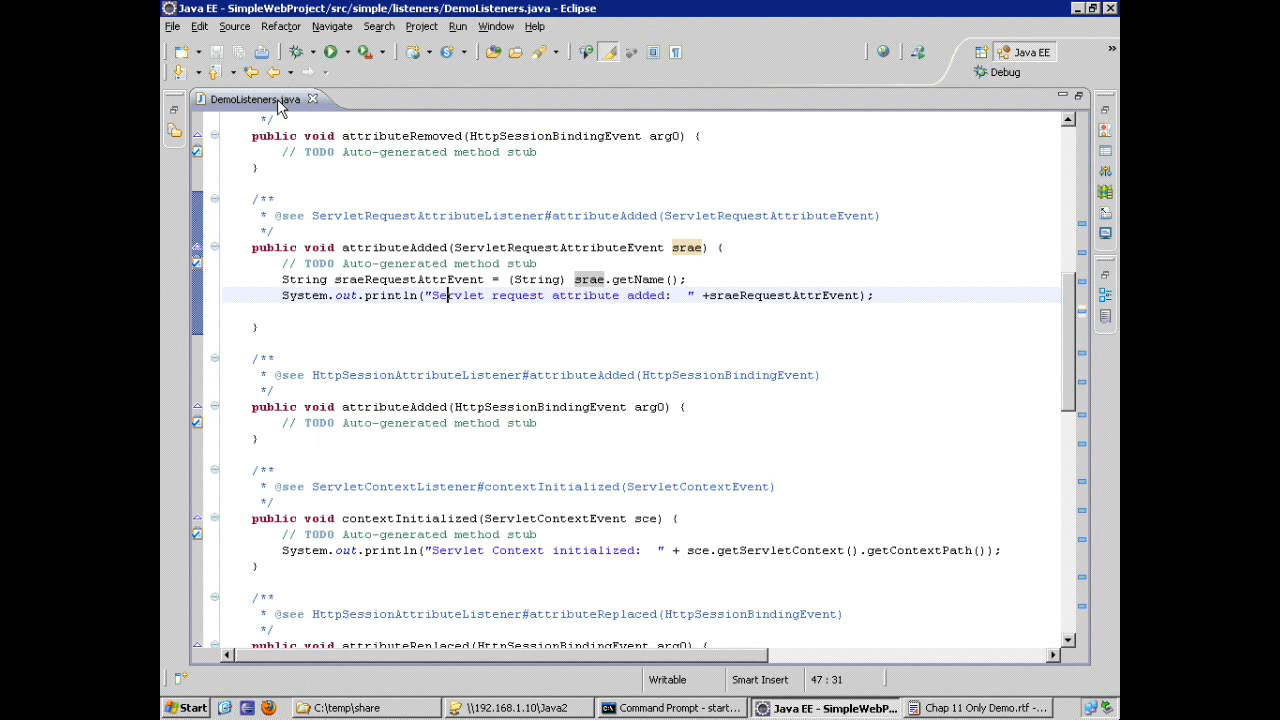 Java EE - SimpleWebProject/src/simple/listeners/DemoListeners.java - Eclipse
File Edit Source Refactor Navigate Search Project Run Window Help
Java EE
Debug
DemoListeners.java
*/
public void attributeRemoved(HttpSessionBindingEvent arg0) {
// TODO Auto-generated method stub
}
/**
* @see ServletRequestAttributeListener#attributeAdded(ServletRequestAttributeEvent)
*/
public void attributeAdded(ServletRequestAttributeEvent srae) {
// TODO Auto-generated method stub
String sraeRequestAttrEvent = (String) srae.getName();
System.out.println("Servlet request attribute added:  " +sraeRequestAttrEvent);
}
/**
* @see HttpSessionAttributeListener#attributeAdded(HttpSessionBindingEvent)
*/
public void attributeAdded(HttpSessionBindingEvent arg0) {
// TODO Auto-generated method stub
}
/**
* @see ServletContextListener#contextInitialized(ServletContextEvent)
*/
public void contextInitialized(ServletContextEvent sce) {
// TODO Auto-generated method stub
System.out.println("Servlet Context initialized:  " + sce.getServletContext().getContextPath());
}
/**
* @see HttpSessionAttributeListener#attributeReplaced(HttpSessionBindingEvent)
*/
public void attributeReplaced(HttpSessionBindingEvent arg0) {
Writable Smart Insert 47 : 31
Start C:\temp\share \\192.168.1.10\Java2 Command Prompt - start... Java EE - SimpleWebP... Chap 11 Only Demo.rtf - ...